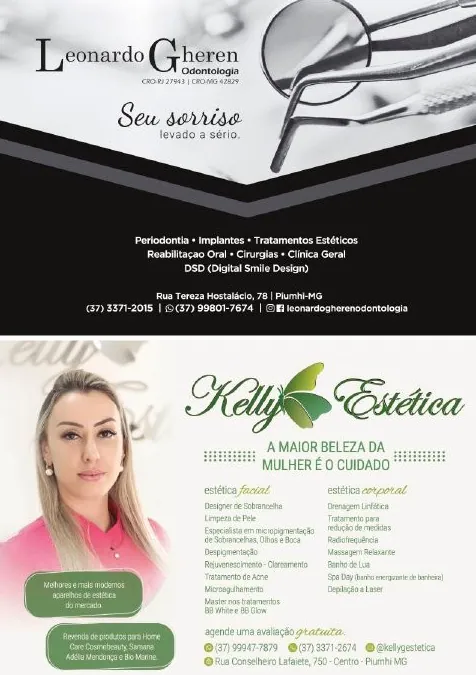 Leonardo Gheren
Odontologia
CRO-RJ 27943 | CRO-MG 42829
Seu sorriso
levado a sério.
Periodontia • Implantes • Tratamentos Estéticos
Reabilitaçao Oral • Cirurgias • Clínica Geral
DSD (Digital Smile Design)
Rua Tereza Hostalácio, 78 | Piumhi-MG
(37) 3371-2015 | (37) 99801-7674 | leonardogherenodontologia
Kelly Estética
A MAIOR BELEZA DA
MULHER É O CUIDADO
estética facial
Designer de Sobrancelha
Limpeza de Pele
Especialista em micropigmentação
de Sobrancelhas, Olhos e Boca
Despigmentação
Rejuvenescimento - Clareamento
Tratamento de Acne
Microagulhamento
Master nos tratamentos
BB White e BB Glow
estética corporal
Drenagem Linfática
Tratamento para
redução de medidas
Radiofrequência
Massagem Relaxante
Banho de Lua
Spa Day (banho energizante de banheira)
Depilação a Laser
Melhores e mais modernos
aparelhos de estética
do mercado.
Revenda de produtos para Home
Care Cosmebeauty, Samana
Adélia Mendonça e Bio Marine.
agende uma avaliação gratuita.
(37) 99947-7879 (37) 3371-2674 @kellygestetica
Rua Conselheiro Lafaiete, 750 - Centro - Piumhi MG